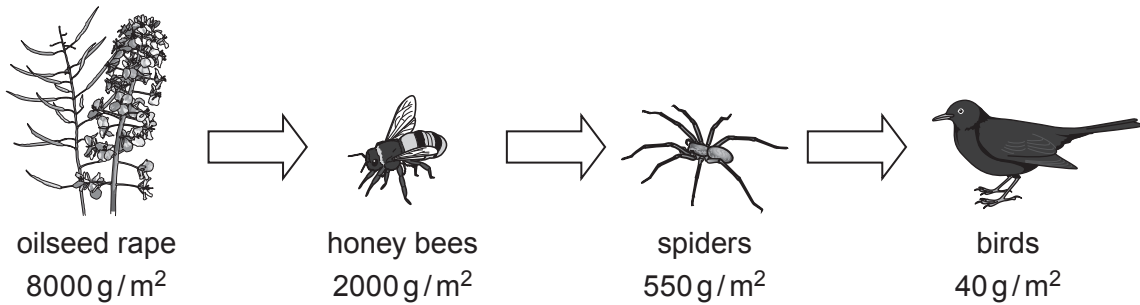 oilseed rape
8000 g / m²
honey bees
2000 g / m²
spiders
550 g / m²
birds
40 g / m²